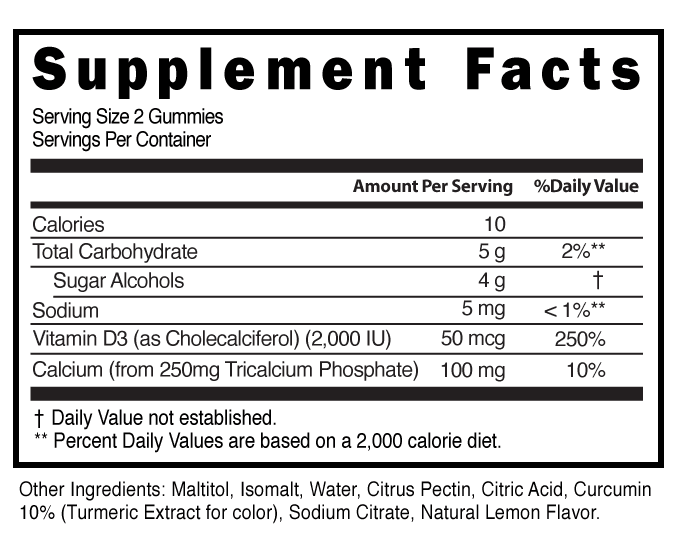 Supplement Facts
Serving Size 2 Gummies
Servings Per Container
Amount Per Serving %Daily Value
Calories 10
Total Carbohydrate 5 g 2%**
Sugar Alcohols 4 g †
Sodium 5 mg < 1%**
Vitamin D3 (as Cholecalciferol) (2,000 IU) 50 mcg 250%
Calcium (from 250mg Tricalcium Phosphate) 100 mg 10%
† Daily Value not established.
** Percent Daily Values are based on a 2,000 calorie diet.
Other Ingredients: Maltitol, Isomalt, Water, Citrus Pectin, Citric Acid, Curcumin
10% (Turmeric Extract for color), Sodium Citrate, Natural Lemon Flavor.